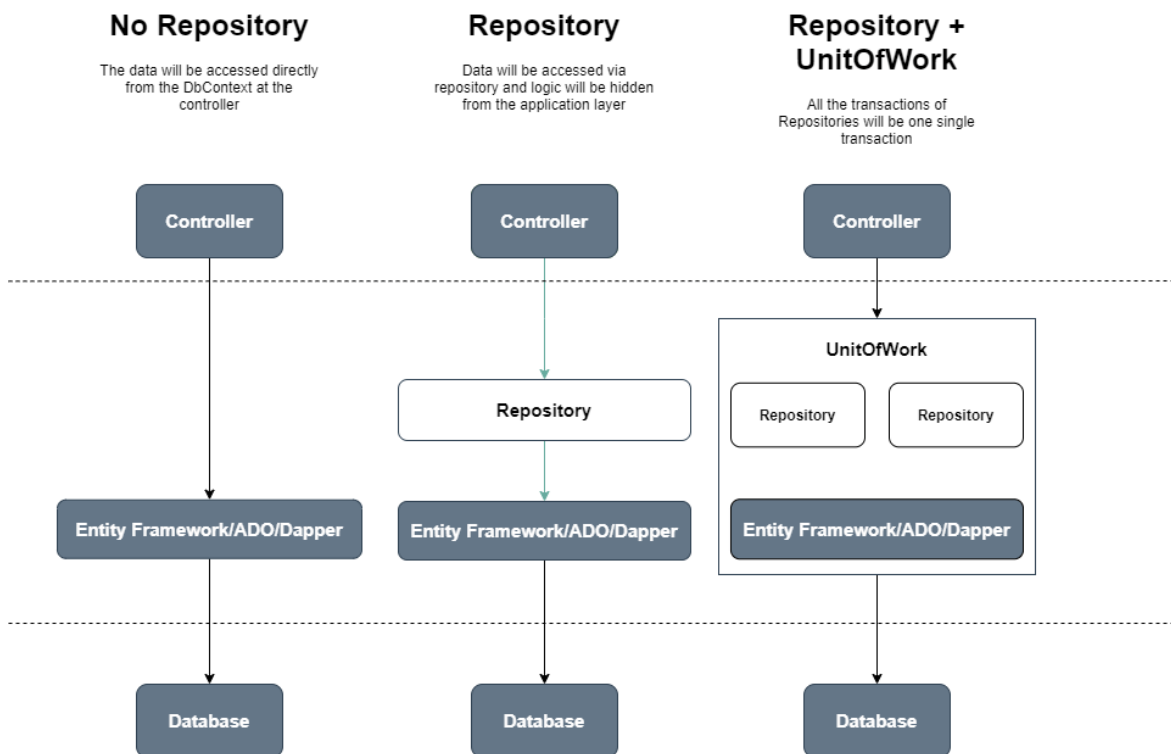 No Repository
The data will be accessed directly
from the DbContext at the
controller
Repository
Data will be accessed via
repository and logic will be hidden
from the application layer
Repository +
UnitOfWork
All the transactions of
Repositories will be one single
transaction
Controller
Controller
Controller
UnitOfWork
Repository
Repository
Repository
Entity Framework/ADO/Dapper
Entity Framework/ADO/Dapper
Entity Framework/ADO/Dapper
Database
Database
Database